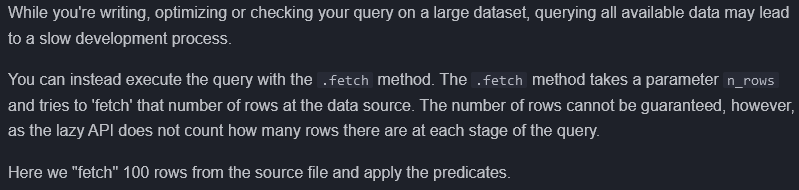 While you're writing, optimizing or checking your query on a large dataset, querying all available data may lead
to a slow development process.
You can instead execute the query with the .fetch method. The .fetch method takes a parameter n_rows
and tries to 'fetch' that number of rows at the data source. The number of rows cannot be guaranteed, however,
as the lazy API does not count how many rows there are at each stage of the query.
Here we "fetch" 100 rows from the source file and apply the predicates.